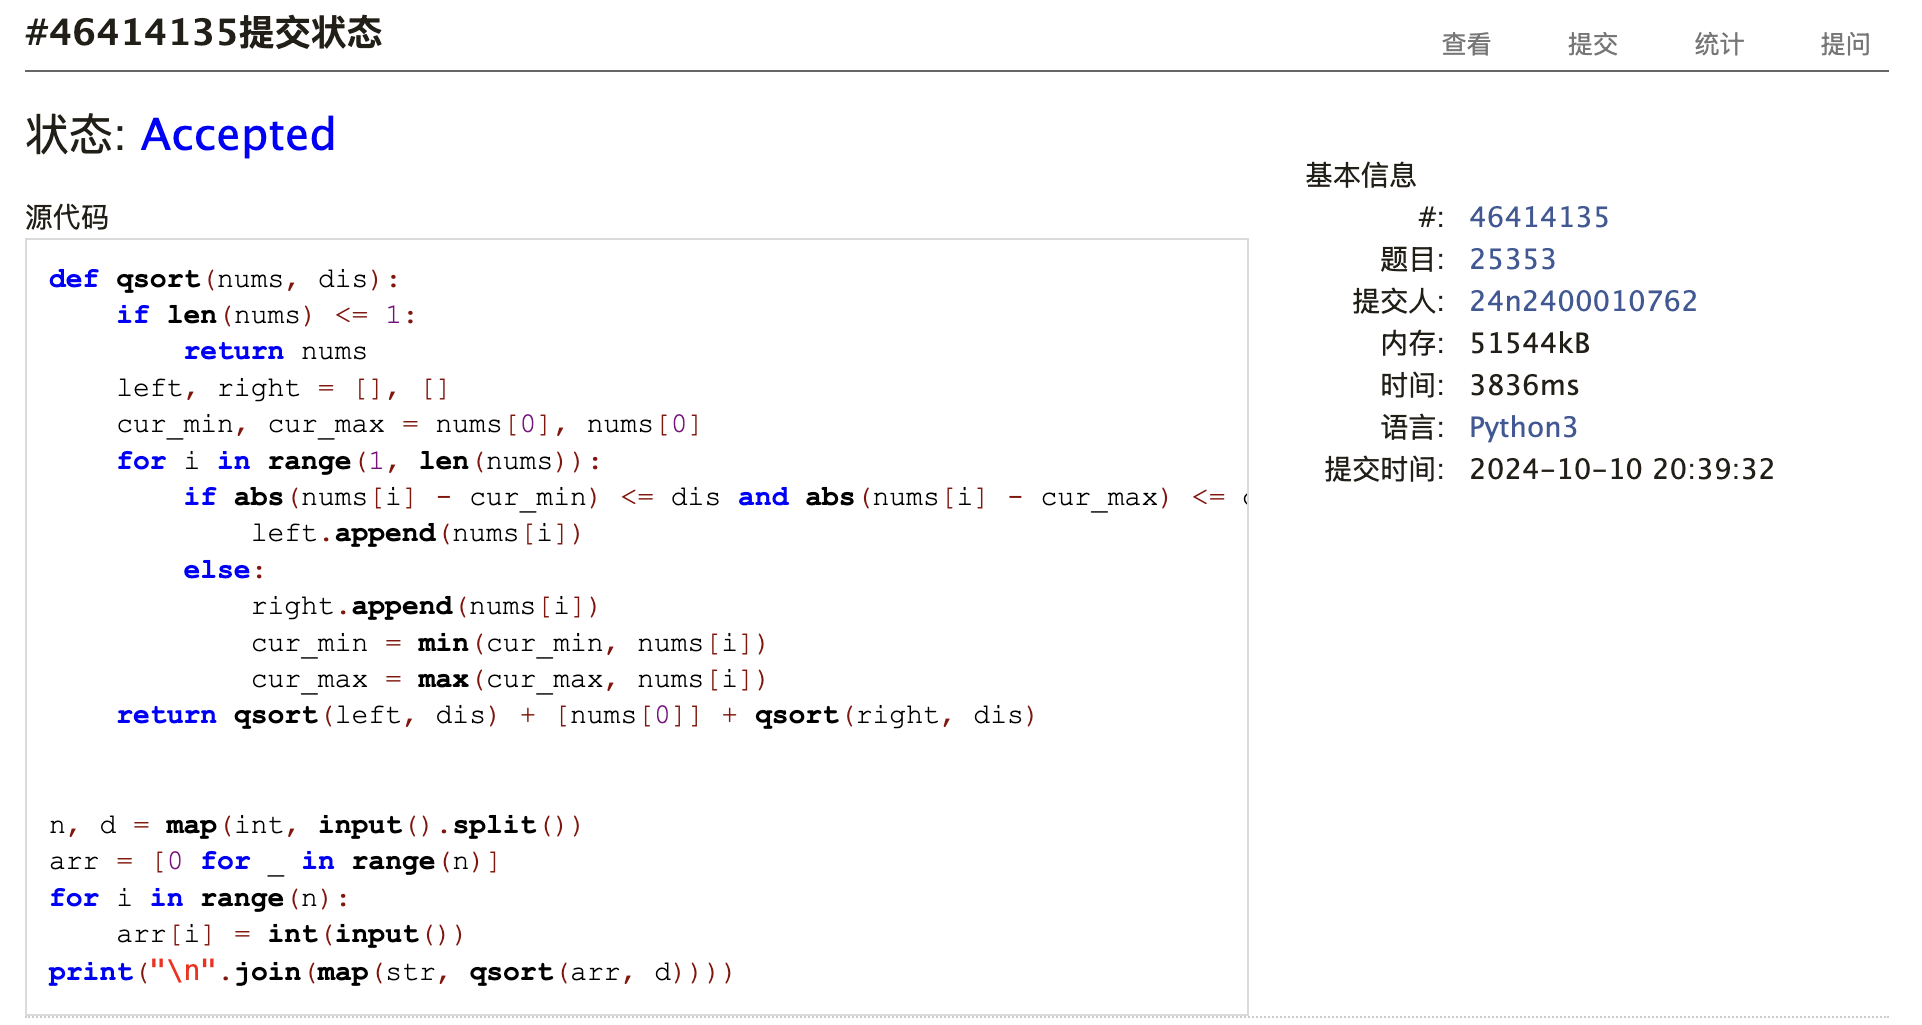 #46414135提交状态
查看 提交 统计 提问
状态: Accepted
源代码
def qsort(nums, dis):
    if len(nums) <= 1:
        return nums
    left, right = [], []
    cur_min, cur_max = nums[0], nums[0]
    for i in range(1, len(nums)):
        if abs(nums[i] - cur_min) <= dis and abs(nums[i] - cur_max) <=
            left.append(nums[i])
        else:
            right.append(nums[i])
            cur_min = min(cur_min, nums[i])
            cur_max = max(cur_max, nums[i])
    return qsort(left, dis) + [nums[0]] + qsort(right, dis)
n, d = map(int, input().split())
arr = [0 for _ in range(n)]
for i in range(n):
    arr[i] = int(input())
print("\n".join(map(str, qsort(arr, d))))
基本信息
#: 46414135
题目: 25353
提交人: 24n2400010762
内存: 51544kB
时间: 3836ms
语言: Python3
提交时间: 2024-10-10 20:39:32